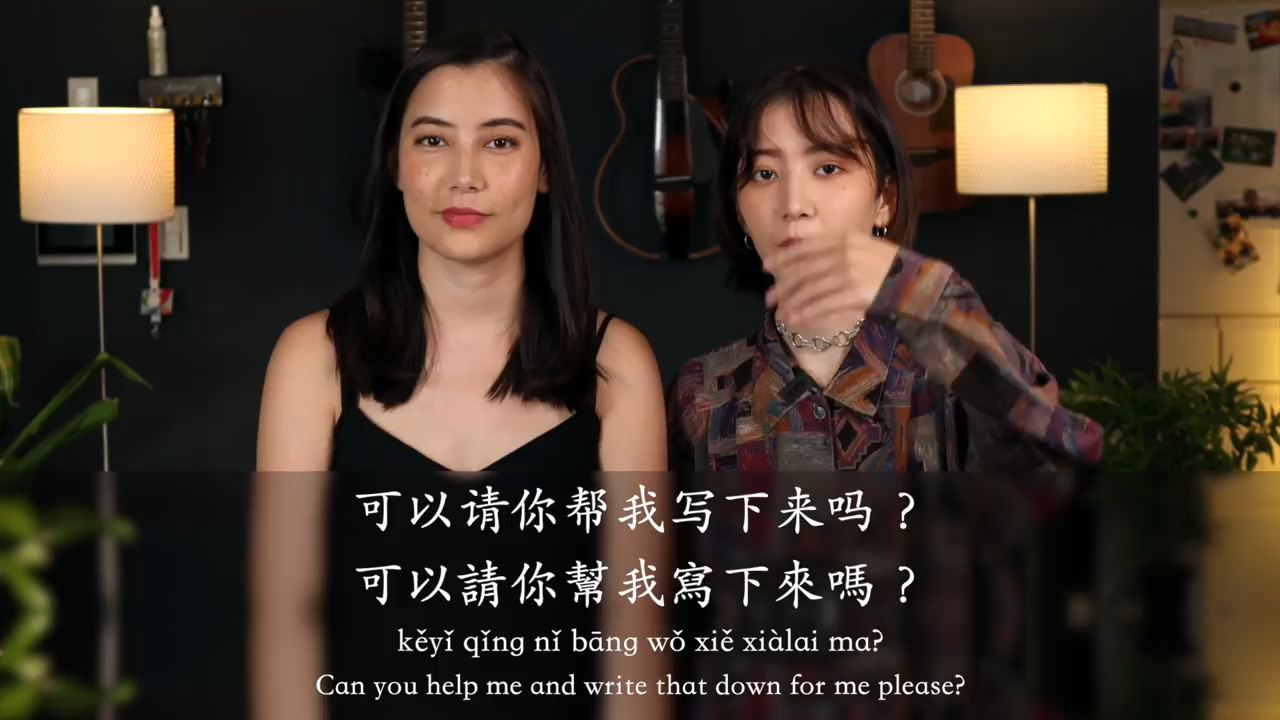 可以请你帮我写下来吗？
可以請你幫我寫下來嗎？
kěyǐ qǐng nǐ bāng wǒ xiě xiàlai ma?
Can you help me and write that down for me please?